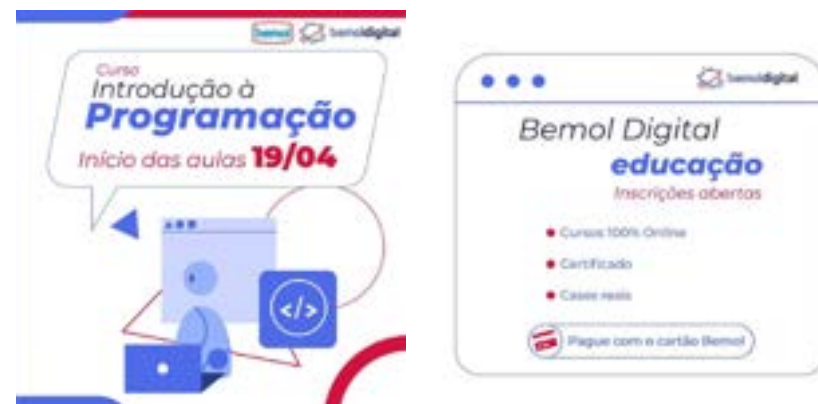 bemol bemoldigital
Curso
Introdução à
Programação
Início das aulas 19/04
</>
bemoldigital
Bemol Digital
educação
Inscrições abertas
Cursos 100% Online
Certificado
Cases reais
Pague com o cartão Bemol